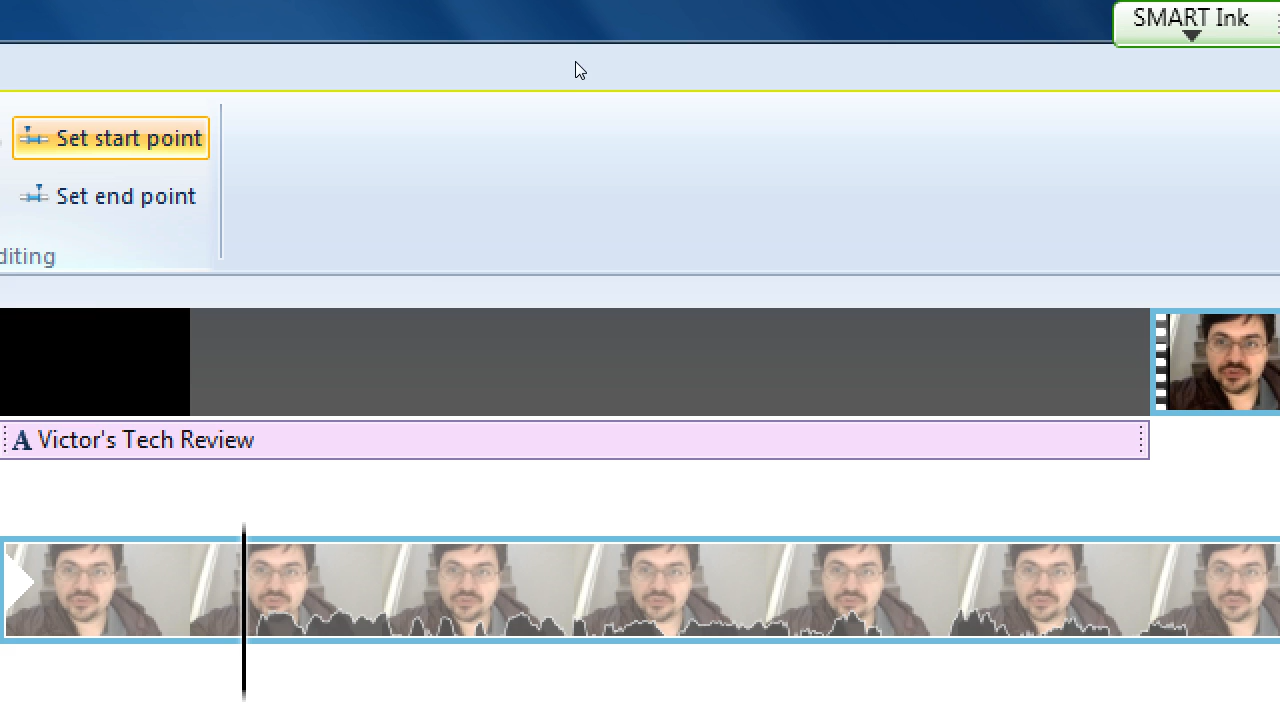 SMART Ink
Set start point
Set end point
diting
A Victor's Tech Review